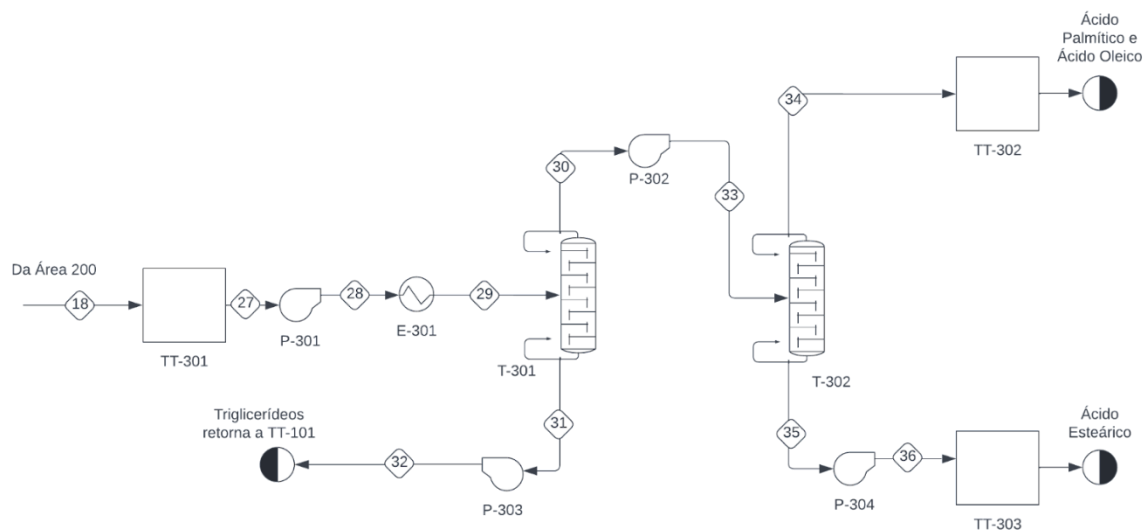 Ácido
Palmítico e
Ácido Oleico
34
TT-302
30
P-302
33
Da Área 200
18
TT-301
27
P-301
28
E-301
29
T-301
T-302
31
Triglicerídeos
retorna a TT-101
32
P-303
35
P-304
36
TT-303
Ácido
Esteárico